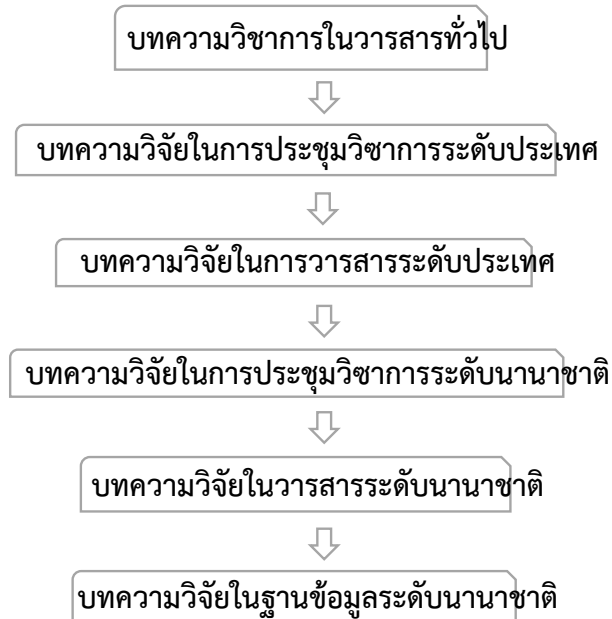 บทความวิชาการในวารสารทั่วไป
บทความวิจัยในการประชุมวิซาการระดับประเทศ
บทความวิจัยในการวารสารระดับประเทศ
บทความวิจัยในการประชุมวิซาการระดับนานาชาติ
บทความวิจัยในวารสารระดับนานาชาติ
บทความวิจัยในฐานข้อมูลระดับนานาชาติ